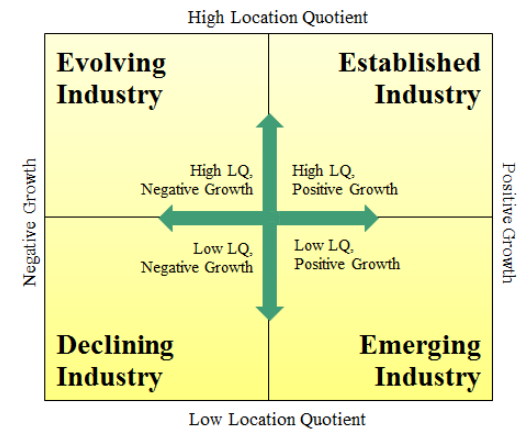 High Location Quotient
Evolving
Industry
Established
Industry
High LQ,
Negative Growth
High LQ,
Positive Growth
Negative Growth
Positive Growth
Low LQ,
Negative Growth
Low LQ,
Positive Growth
Declining
Industry
Emerging
Industry
Low Location Quotient